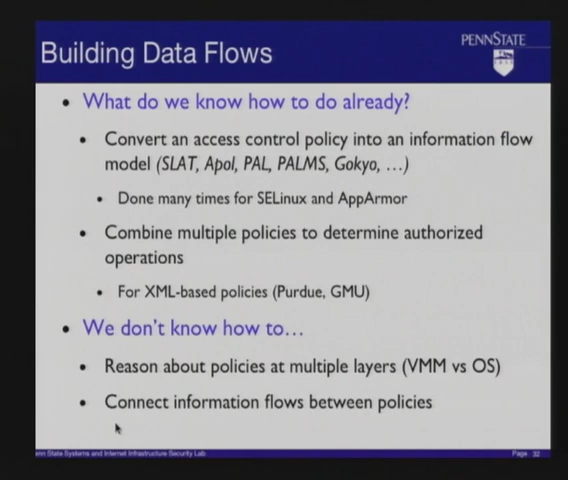 Building Data Flows
PENNSTATE
• What do we know how to do already?
• Convert an access control policy into an information flow
model (SLAT, Apol, PAL, PALMS, Gokyo, …)
• Done many times for SELinux and AppArmor
• Combine multiple policies to determine authorized
operations
• For XML-based policies (Purdue, GMU)
• We don't know how to…
• Reason about policies at multiple layers (VMM vs OS)
• Connect information flows between policies
Penn State Systems and Internet Infrastructure Security Lab
Page 32